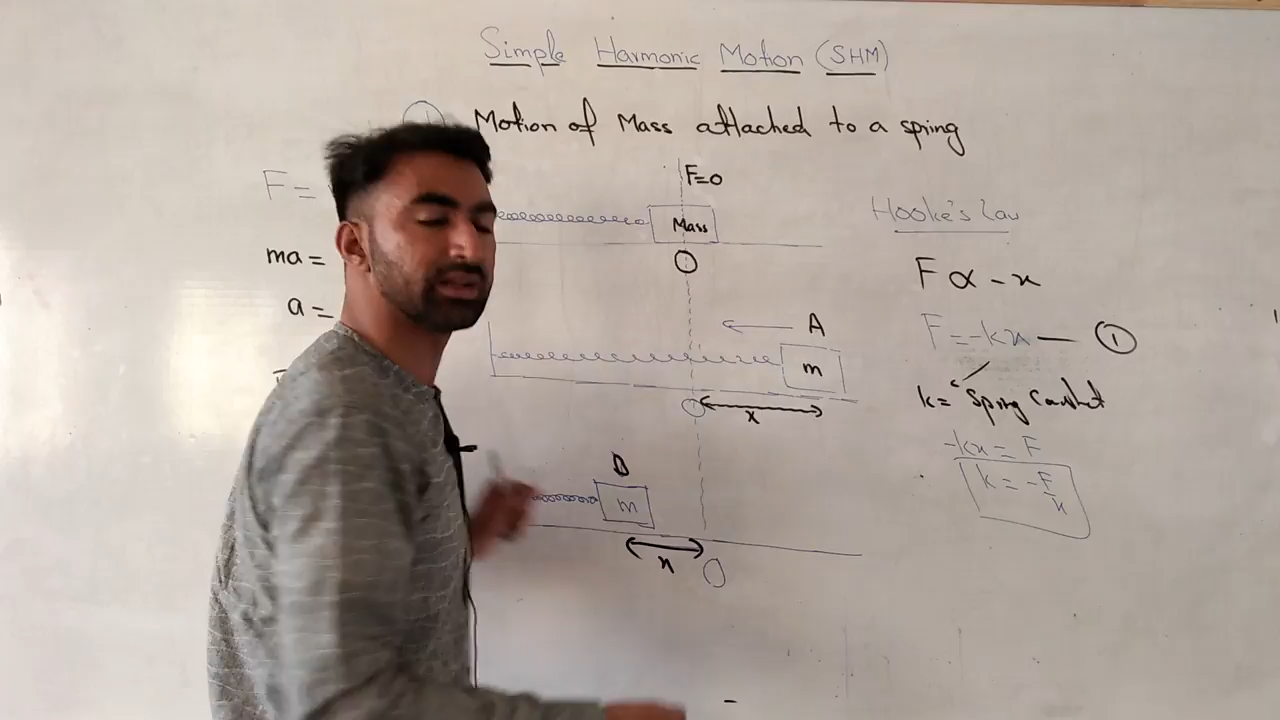 Simple Harmonic Motion (SHM)
Motion of Mass attached to a spring
F =
ma =
a =
F=0
Mass
O
A
m
O
x
B
m
x
O
Hooke's Law
F ∝ -x
F = -kx — ①
k = Spring Constant
-kx = F
k = -F/x